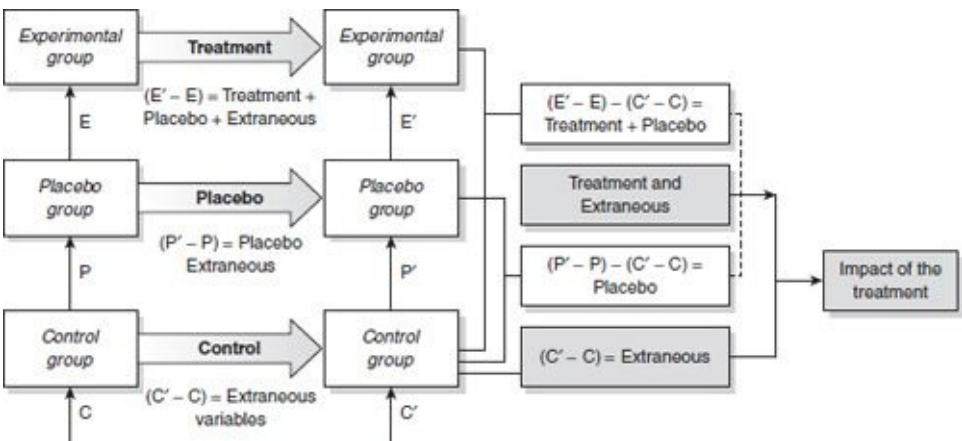 Experimental
group
Treatment
Experimental
group
(E′ – E) = Treatment +
Placebo + Extraneous
E
E′
(E′ – E) – (C′ – C) =
Treatment + Placebo
Placebo
group
Placebo
Placebo
group
Treatment and
Extraneous
(P′ – P) = Placebo
Extraneous
P
P′
(P′ – P) – (C′ – C) =
Placebo
Impact of the
treatment
Control
group
Control
Control
group
(C′ – C) = Extraneous
(C′ – C) = Extraneous
variables
C
C′